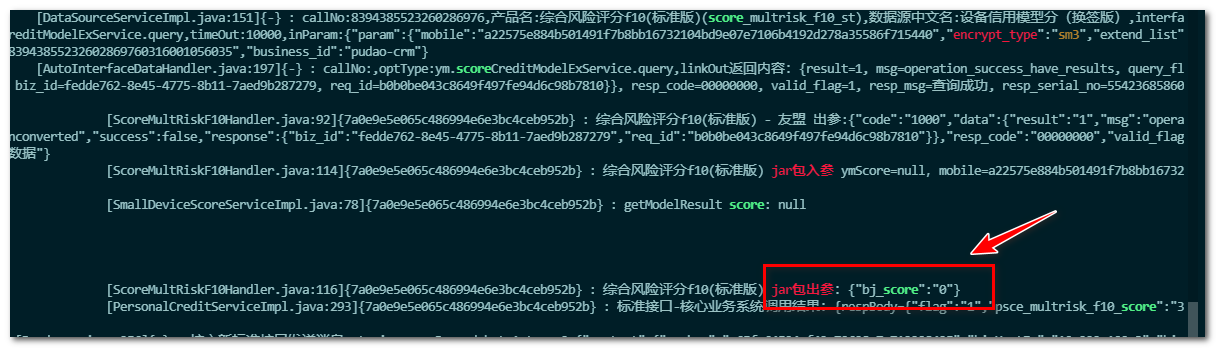 [DataSourceServiceImpl.java:151]{-} : callNo:8394385523260286976,产品名:综合风险评分f10(标准版)(score_multrisk_f10_st),数据源中文名:设备信用模型分（换签版）,interfa
reditModelExService.query,timeOut:10000,inParam:{"param":{"mobile":"a22575e884b501491f7b8bb16732104bd9e07e7106b4192d278a35586f715440","encrypt_type":"sm3","extend_list"
83943855232602869760316001056035","business_id":"pudao-crm"}
[AutoInterfaceDataHandler.java:197]{-} : callNo:,optType:ym.scoreCreditModelExService.query,linkOut返回内容: {result=1, msg=operation_success_have_results, query_fl
biz_id=fedde762-8e45-4775-8b11-7aed9b287279, req_id=b0b0be043c8649f497fe94d6c98b7810}}, resp_code=00000000, valid_flag=1, resp_msg=查询成功, resp_serial_no=55423685860
[ScoreMultRiskF10Handler.java:92]{7a0e9e5e065c486994e6e3bc4ceb952b} : 综合风险评分f10(标准版) - 友盟 出参:{"code":"1000","data":{"result":"1","msg":"opera
nconverted","success":false,"response":{"biz_id":"fedde762-8e45-4775-8b11-7aed9b287279","req_id":"b0b0be043c8649f497fe94d6c98b7810"}},"resp_code":"00000000","valid_flag
数据"}
[ScoreMultRiskF10Handler.java:114]{7a0e9e5e065c486994e6e3bc4ceb952b} : 综合风险评分f10(标准版) jar包入参 ymScore=null, mobile=a22575e884b501491f7b8bb16732
[SmallDeviceScoreServiceImpl.java:78]{7a0e9e5e065c486994e6e3bc4ceb952b} : getModelResult score: null
[ScoreMultRiskF10Handler.java:116]{7a0e9e5e065c486994e6e3bc4ceb952b} : 综合风险评分f10(标准版) jar包出参: {"bj_score":"0"}
[PersonalCreditServiceImpl.java:293]{7a0e9e5e065c486994e6e3bc4ceb952b} : 标准接口-核心业务系统调用结果: {respBody={"flag":"1","psce_multrisk_f10_score":"3